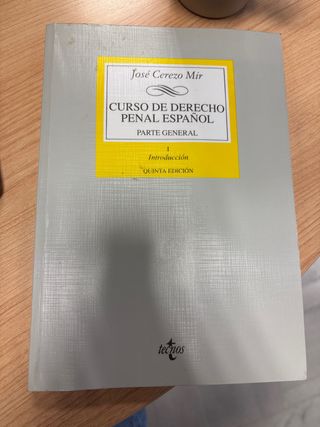 José Cerezo Mir
CURSO DE DERECHO
PENAL ESPAÑOL
PARTE GENERAL
I
Introducción
QUINTA EDICIÓN
tecnos